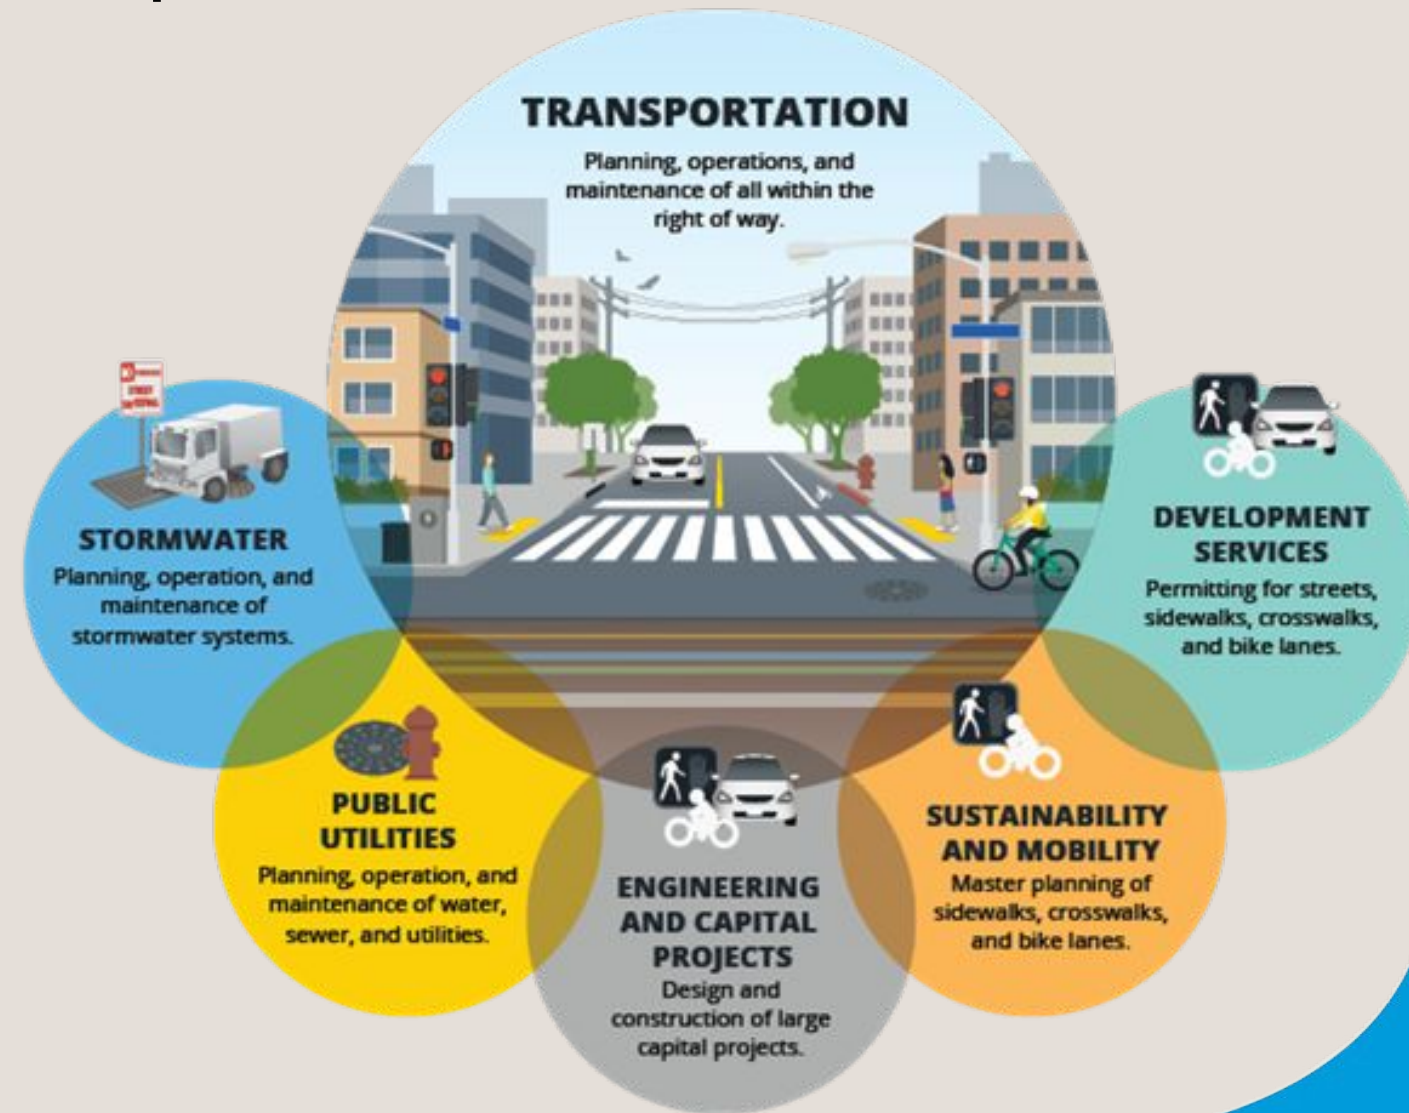 TRANSPORTATION
Planning, operations, and
maintenance of all within the
right of way.
STORMWATER
Planning, operation, and
maintenance of
stormwater systems.
PUBLIC
UTILITIES
Planning, operation, and
maintenance of water,
sewer, and utilities.
ENGINEERING
AND CAPITAL
PROJECTS
Design and
construction of large
capital projects.
SUSTAINABILITY
AND MOBILITY
Master planning of
sidewalks, crosswalks,
and bike lanes.
DEVELOPMENT
SERVICES
Permitting for streets,
sidewalks, crosswalks,
and bike lanes.